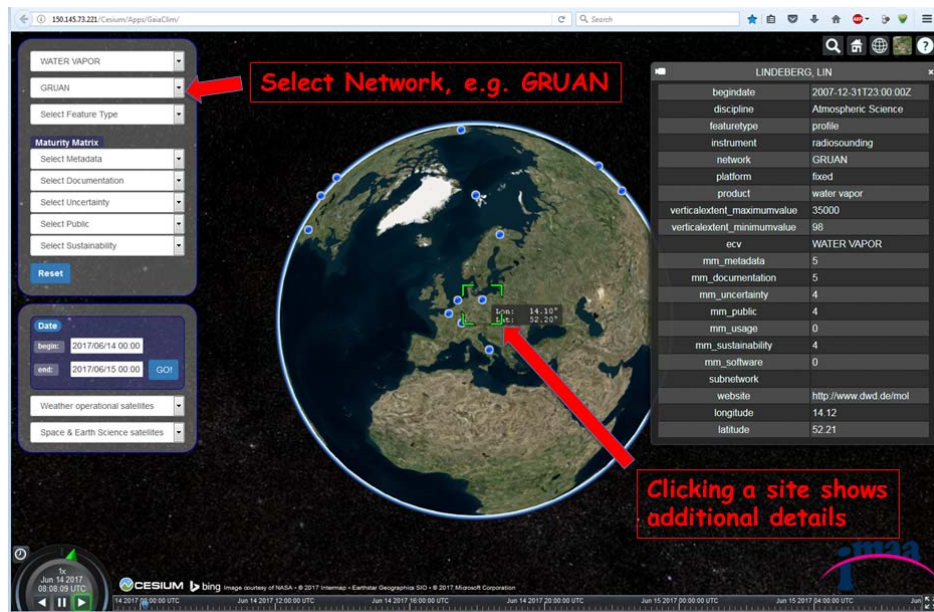 150.145.73.221/Cesium/Apps/GaiaClim/
Search
WATER VAPOR
GRUAN
Select Feature Type
Maturity Matrix
Select Metadata
Select Documentation
Select Uncertainty
Select Public
Select Sustainability
Reset
Date
begin: 2017/06/14 00:00
end: 2017/06/15 00:00 GO!
Weather operational satellites
Space & Earth Science satellites
Select Network, e.g. GRUAN
Lon: 14.10°
Lat: 52.20°
LINDEBERG, LIN
begindate 2007-12-31T23:00:00Z
discipline Atmospheric Science
featuretype profile
instrument radiosounding
network GRUAN
platform fixed
product water vapor
verticalextent_maximumvalue 35000
verticalextent_minimumvalue 98
ecv WATER VAPOR
mm_metadata 5
mm_documentation 5
mm_uncertainty 4
mm_public 4
mm_usage 0
mm_sustainability 4
mm_software 0
subnetwork
website http://www.dwd.de/mol
longitude 14.12
latitude 52.21
Clicking a site shows
additional details
imaa
1x
Jun 14 2017
08:08:09 UTC
CESIUM bing Image courtesy of NASA • © 2017 Intermap • Earthstar Geographics SIO • © 2017 Microsoft Corporation
14 2017 08:00:00 UTC Jun 14 2017 12:00:00 UTC Jun 14 2017 16:00:00 UTC Jun 14 2017 20:00:00 UTC Jun 15 2017 00:00:00 UTC Jun 15 2017 04:00:00 UTC Jun